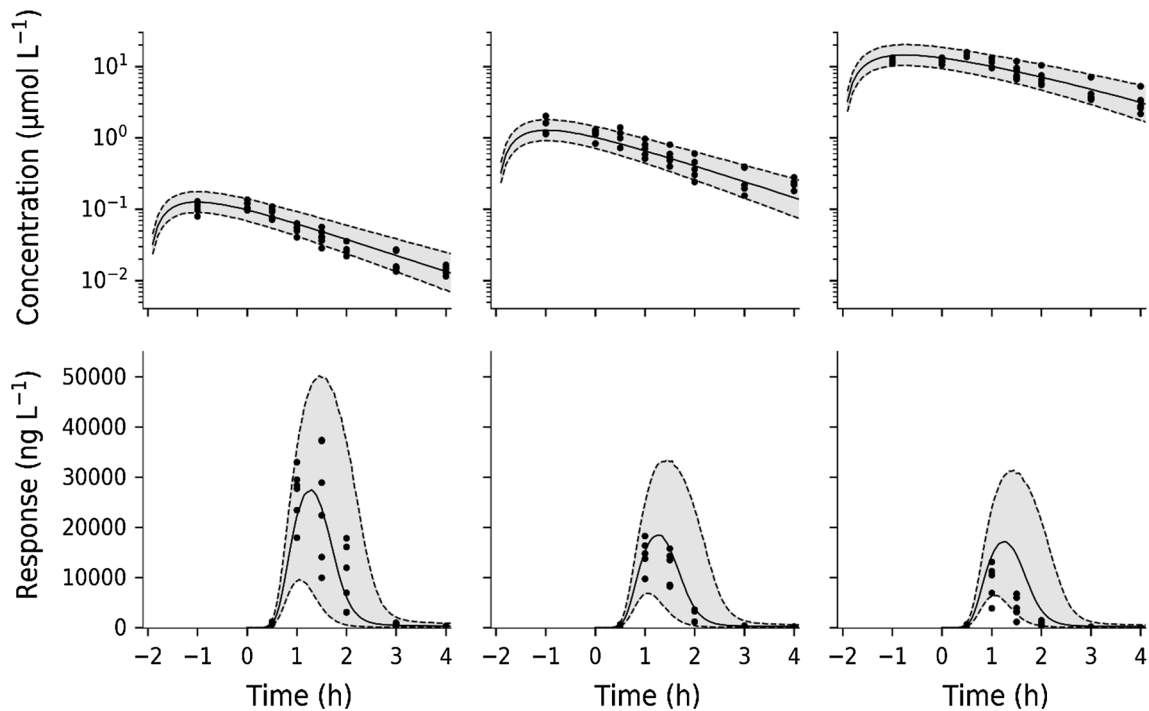 Concentration (μmol L⁻¹)
10¹
10⁰
10⁻¹
10⁻²
−2 −1 0 1 2 3 4
−2 −1 0 1 2 3 4
−2 −1 0 1 2 3 4
Response (ng L⁻¹)
50000
40000
30000
20000
10000
0
Time (h)
Time (h)
Time (h)